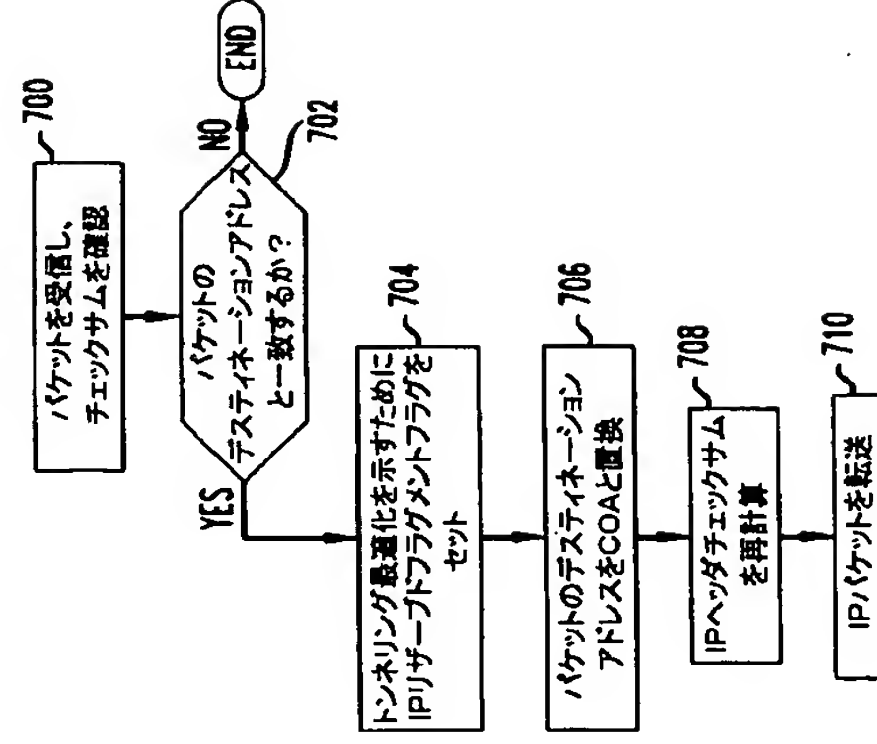 700
パケットを受信し、
チェックサムを確認
パケットの
デスティネーションアドレス
と一致するか?
702
NO
END
YES
704
トンネリング最適化を示すために
IPリザーブドフラグメントフラグを
セット
706
パケットのデスティネーション
アドレスをCOAと置換
708
IPヘッダチェックサム
を再計算
710
IPパケットを転送